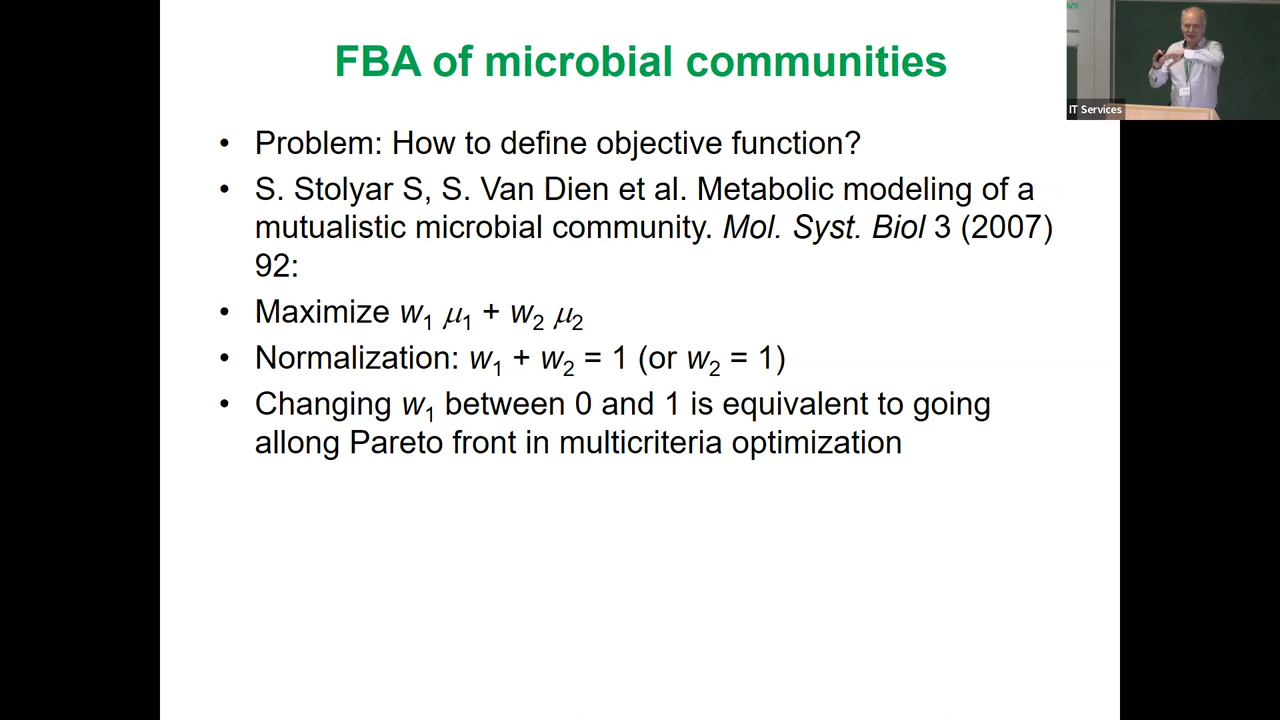 FBA of microbial communities
IT Services
• Problem: How to define objective function?
• S. Stolyar S, S. Van Dien et al. Metabolic modeling of a
mutualistic microbial community. Mol. Syst. Biol 3 (2007)
92:
• Maximize w₁ μ₁ + w₂ μ₂
• Normalization: w₁ + w₂ = 1 (or w₂ = 1)
• Changing w₁ between 0 and 1 is equivalent to going
allong Pareto front in multicriteria optimization